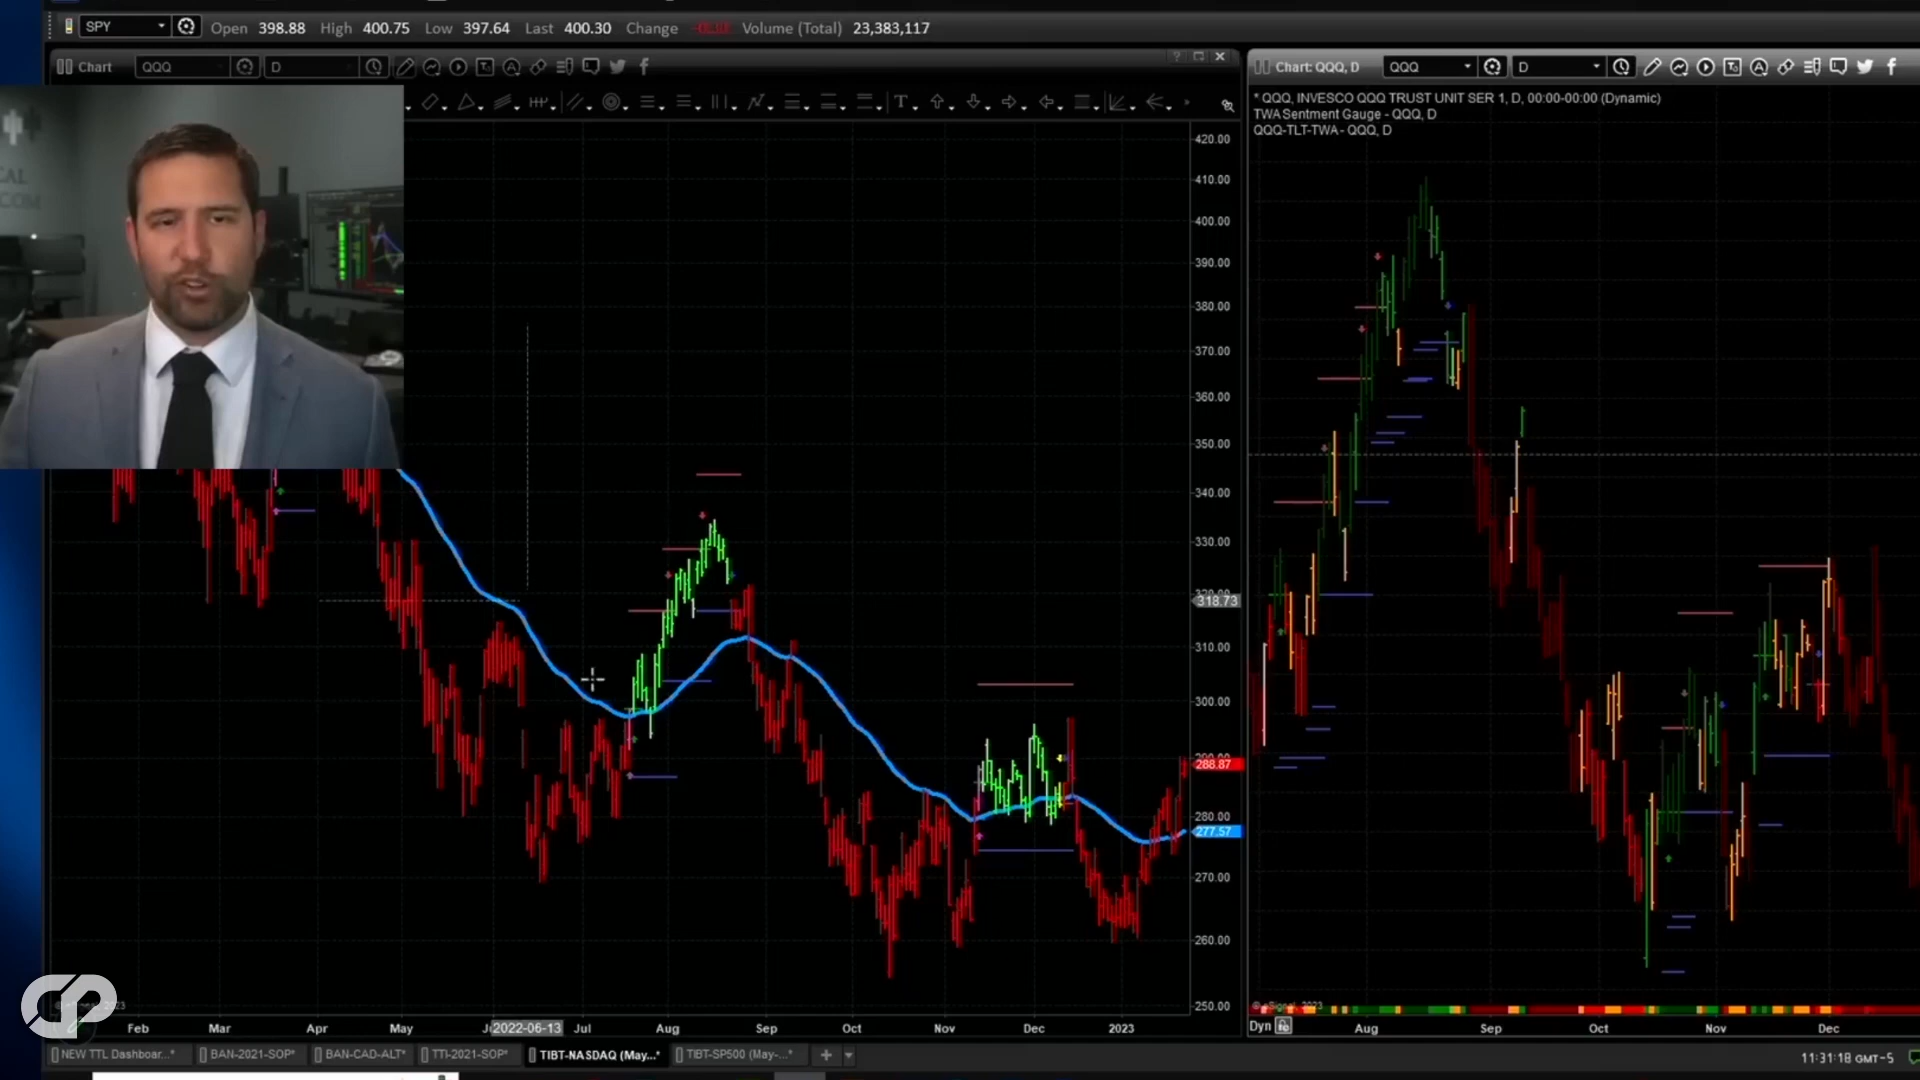 SPY Open 398.88 High 400.75 Low 397.64 Last 400.30 Change Volume (Total) 23,383,117
Chart QQQ D
Chart: QQQ, D QQQ D
* QQQ, INVESCO QQQ TRUST UNIT SER 1, D, 00:00-00:00 (Dynamic)
TWA Sentment Gauge - QQQ, D
QQQ-TLT-TWA - QQQ, D
420.00
410.00
400.00
390.00
380.00
370.00
360.00
350.00
340.00
330.00
318.73
310.00
300.00
288.87
280.00
277.57
270.00
260.00
250.00
Feb Mar Apr May 2022-06-13 Jul Aug Sep Oct Nov Dec 2023
Dyn Aug Sep Oct Nov Dec
NEW TTL Dashboar...* BAN-2021-SOP* BAN-CAD-ALT* TTI-2021-SOP* TIBT-NASDAQ (May...* TIBT-SP500 (May-...*
11:31:18 GMT-5
CP